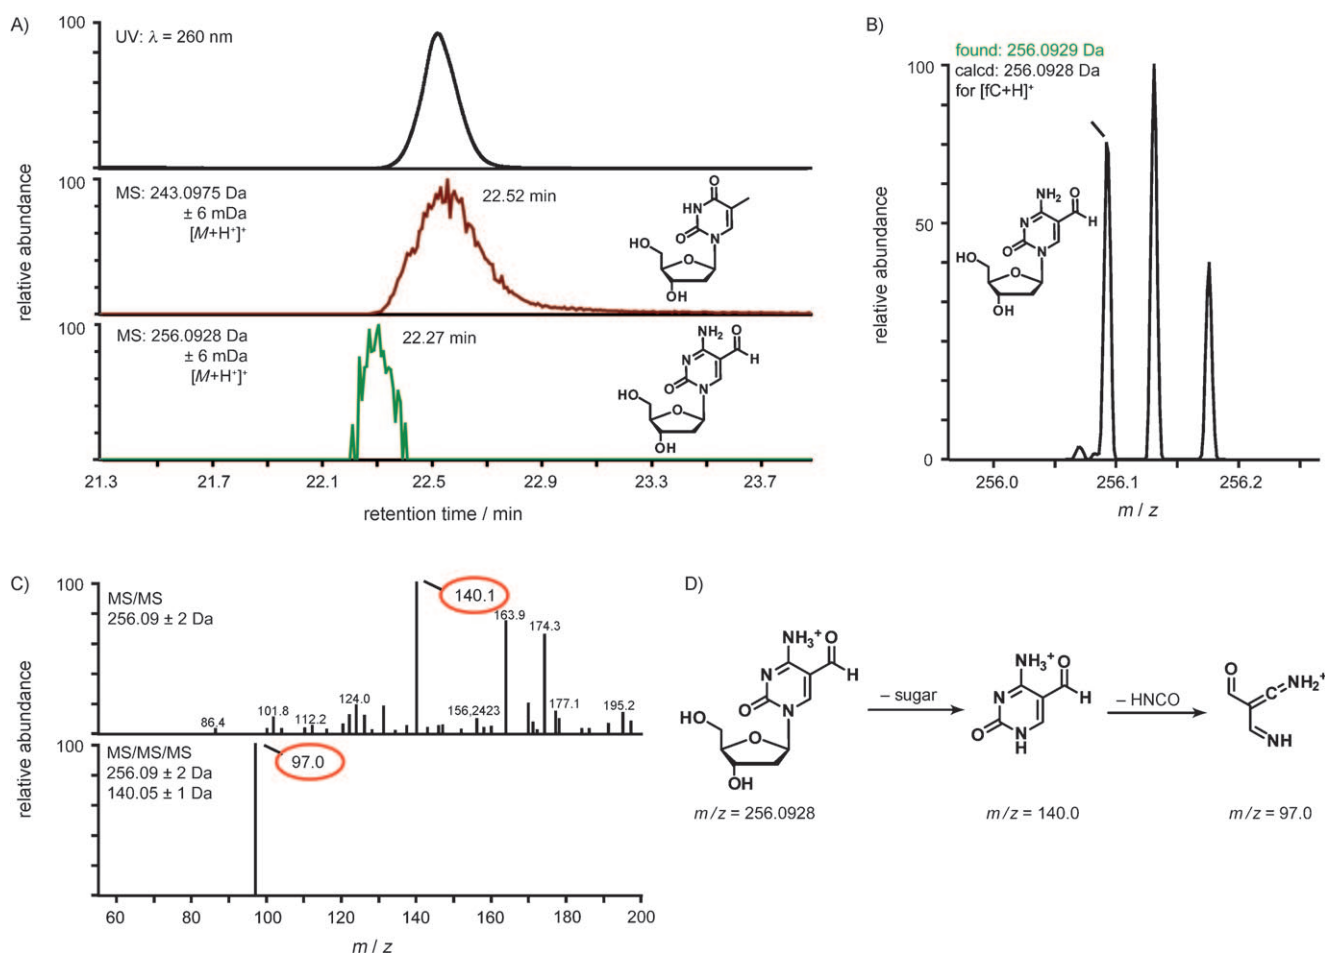 A)
100
UV: λ = 260 nm
100
MS: 243.0975 Da
± 6 mDa
[M+H⁺]⁺
22.52 min
O
HN
O
N
HO
O
OH
100
MS: 256.0928 Da
± 6 mDa
[M+H⁺]⁺
22.27 min
NH₂ O
N
H
O
N
HO
O
OH
relative abundance
21.3 21.7 22.1 22.5 22.9 23.3 23.7
retention time / min
B)
found: 256.0929 Da
calcd: 256.0928 Da
for [fC+H]⁺
100
50
0
NH₂ O
N
H
O
N
HO
O
OH
relative abundance
256.0 256.1 256.2
m / z
C)
100
MS/MS
256.09 ± 2 Da
140.1
163.9
174.3
86.4
101.8
112.2
124.0
156,2423
177.1
195.2
100
MS/MS/MS
256.09 ± 2 Da
140.05 ± 1 Da
97.0
relative abundance
60 80 100 120 140 160 180 200
m / z
D)
NH₃⁺ O
N
H
O
N
HO
O
OH
m/z = 256.0928
– sugar
NH₃⁺ O
N
H
O
N
H
m/z = 140.0
– HNCO
O
C
NH₂⁺
NH
m/z = 97.0